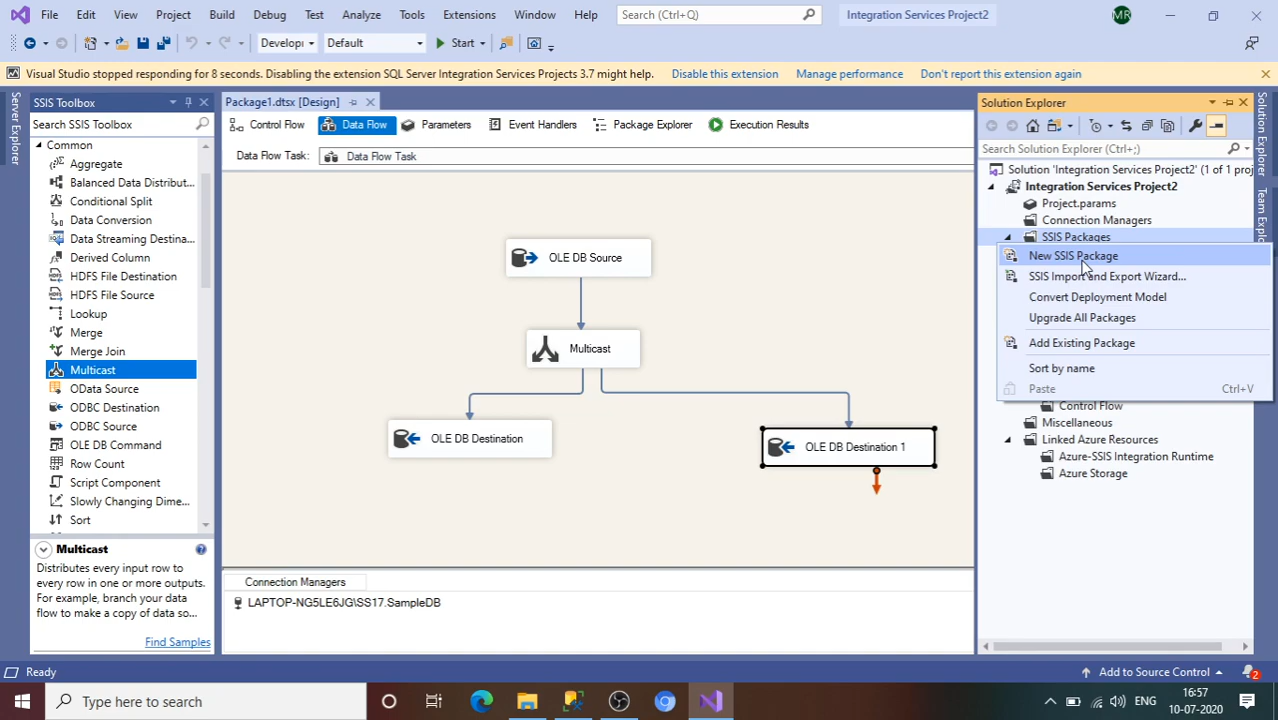 File Edit View Project Build Debug Test Analyze Tools Extensions Window Help Search (Ctrl+Q) Integration Services Project2 MR
Developi Default Start
Visual Studio stopped responding for 8 seconds. Disabling the extension SQL Server Integration Services Projects 3.7 might help. Disable this extension Manage performance Don't report this extension again
Server Explorer
SSIS Toolbox
Search SSIS Toolbox
Common
Aggregate
Balanced Data Distribut...
Conditional Split
Data Conversion
Data Streaming Destina...
Derived Column
HDFS File Destination
HDFS File Source
Lookup
Merge
Merge Join
Multicast
OData Source
ODBC Destination
ODBC Source
OLE DB Command
Row Count
Script Component
Slowly Changing Dime...
Sort
Multicast
Distributes every input row to
every row in one or more outputs.
For example, branch your data
flow to make a copy of data so...
Find Samples
Package1.dtsx [Design]
Control Flow Data Flow Parameters Event Handlers Package Explorer Execution Results
Data Flow Task: Data Flow Task
OLE DB Source
Multicast
OLE DB Destination
OLE DB Destination 1
Connection Managers
LAPTOP-NG5LE6JG\SS17.SampleDB
Solution Explorer
Search Solution Explorer (Ctrl+;)
Solution 'Integration Services Project2' (1 of 1 proj
Integration Services Project2
Project.params
Connection Managers
SSIS Packages
New SSIS Package
SSIS Import and Export Wizard...
Convert Deployment Model
Upgrade All Packages
Add Existing Package
Sort by name
Paste Ctrl+V
Control Flow
Miscellaneous
Linked Azure Resources
Azure-SSIS Integration Runtime
Azure Storage
Solution Explorer
Team Explo
Ready
Add to Source Control 2
Type here to search
ENG
16:57
10-07-2020